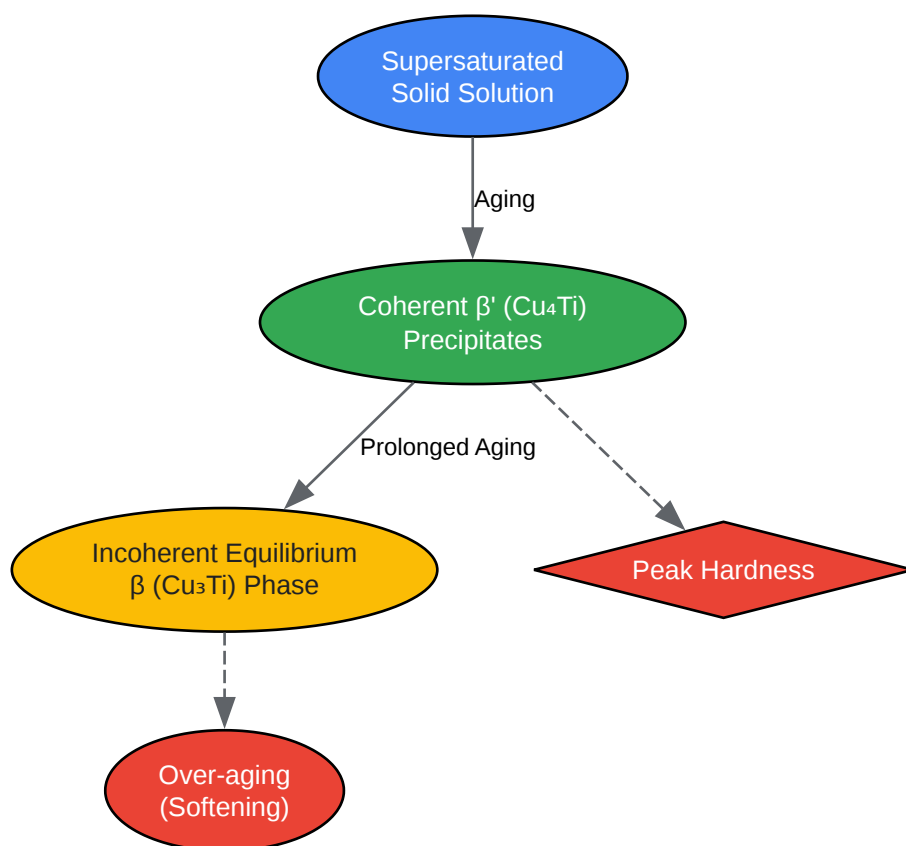 Supersaturated
Solid Solution
Aging
Coherent β' (Cu₄Ti)
Precipitates
Prolonged Aging
Incoherent Equilibrium
β (Cu₃Ti) Phase
Peak Hardness
Over-aging
(Softening)